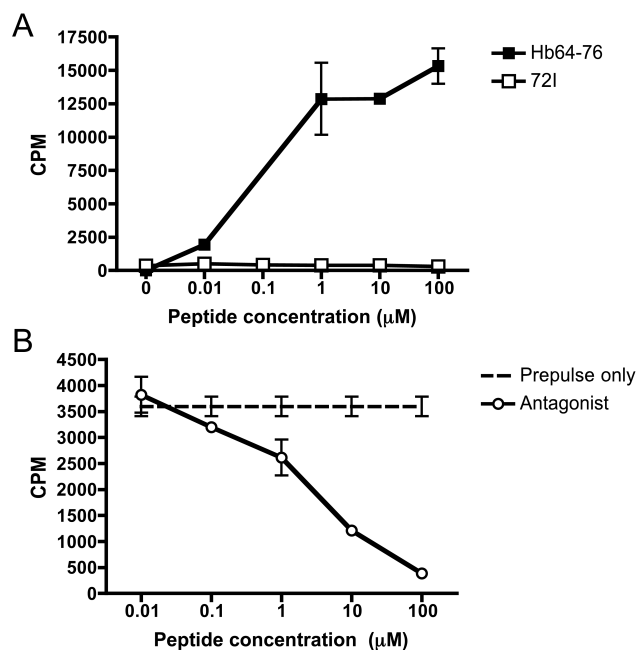 A
17500
15000
12500
10000
7500
5000
2500
0
CPM
0 0.01 0.1 1 10 100
Peptide concentration (μM)
Hb64-76
72I
B
4500
4000
3500
3000
2500
2000
1500
1000
500
0
CPM
0.01 0.1 1 10 100
Peptide concentration (μM)
Prepulse only
Antagonist